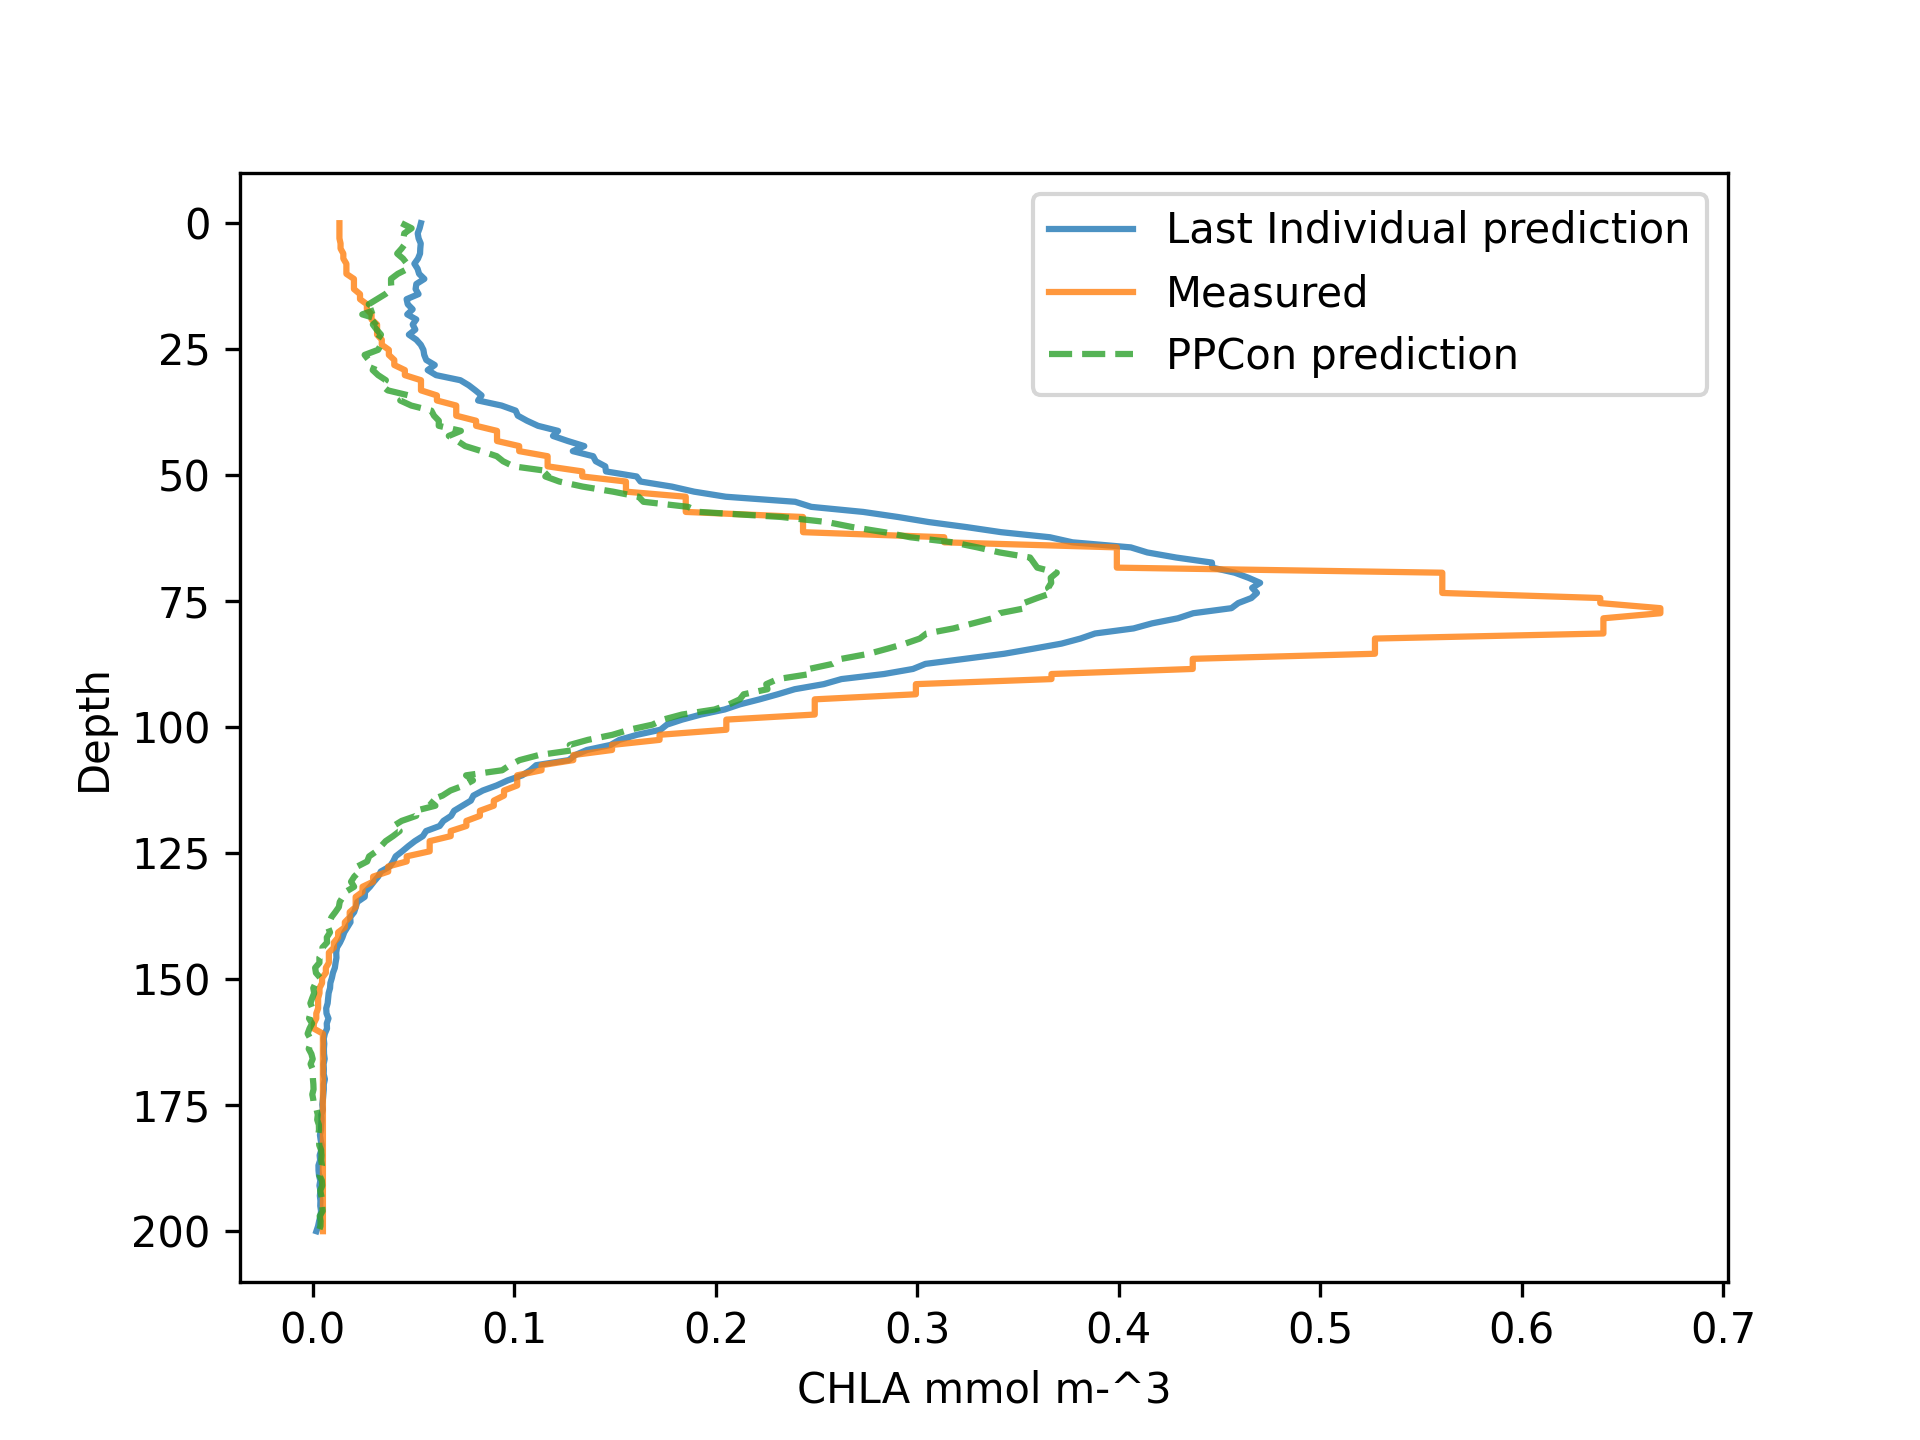 Last Individual prediction
Measured
PPCon prediction
0
25
50
75
100
125
150
175
200
Depth
0.0 0.1 0.2 0.3 0.4 0.5 0.6 0.7
CHLA mmol m-^3